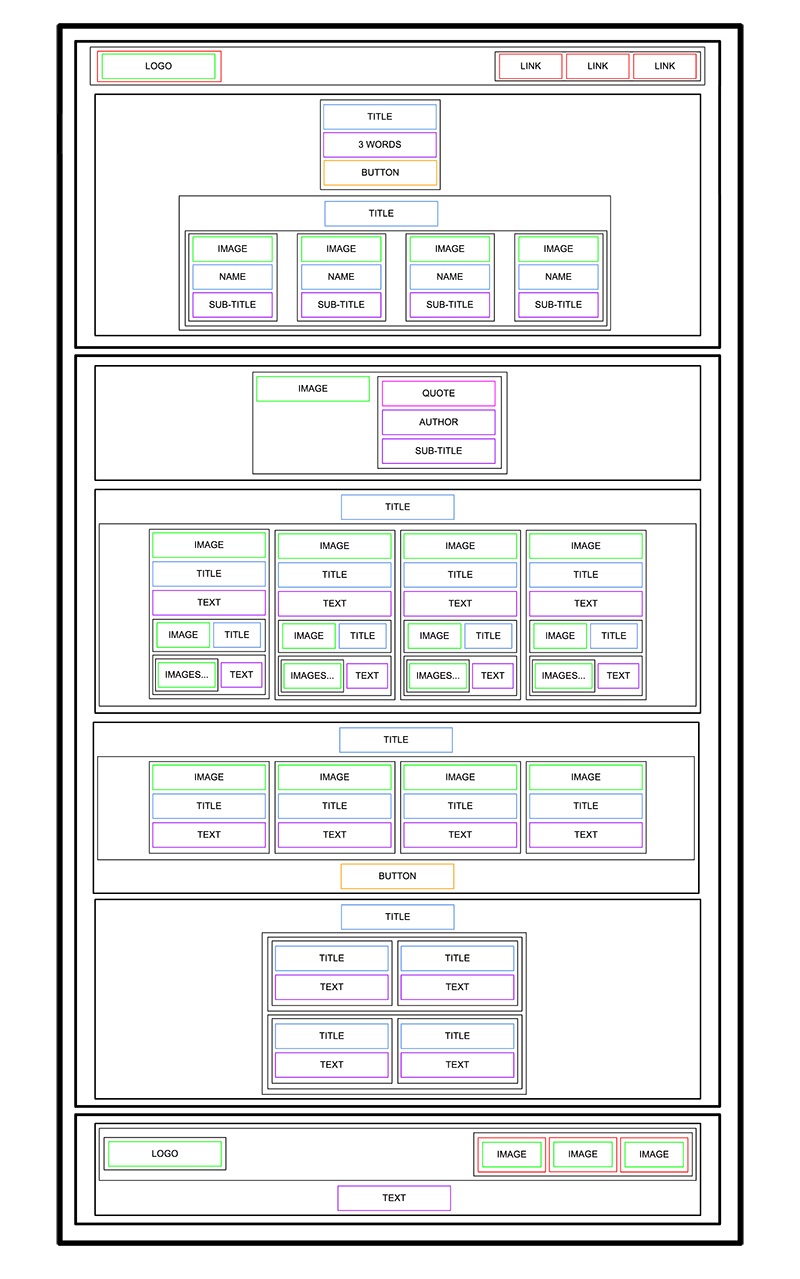 LOGO LINK LINK LINK
TITLE
3 WORDS
BUTTON
TITLE
IMAGE IMAGE IMAGE IMAGE
NAME NAME NAME NAME
SUB-TITLE SUB-TITLE SUB-TITLE SUB-TITLE
IMAGE QUOTE
AUTHOR
SUB-TITLE
TITLE
IMAGE IMAGE IMAGE IMAGE
TITLE TITLE TITLE TITLE
TEXT TEXT TEXT TEXT
IMAGE TITLE IMAGE TITLE IMAGE TITLE IMAGE TITLE
IMAGES... TEXT IMAGES... TEXT IMAGES... TEXT IMAGES... TEXT
TITLE
IMAGE IMAGE IMAGE IMAGE
TITLE TITLE TITLE TITLE
TEXT TEXT TEXT TEXT
BUTTON
TITLE
TITLE TITLE
TEXT TEXT
TITLE TITLE
TEXT TEXT
LOGO IMAGE IMAGE IMAGE
TEXT